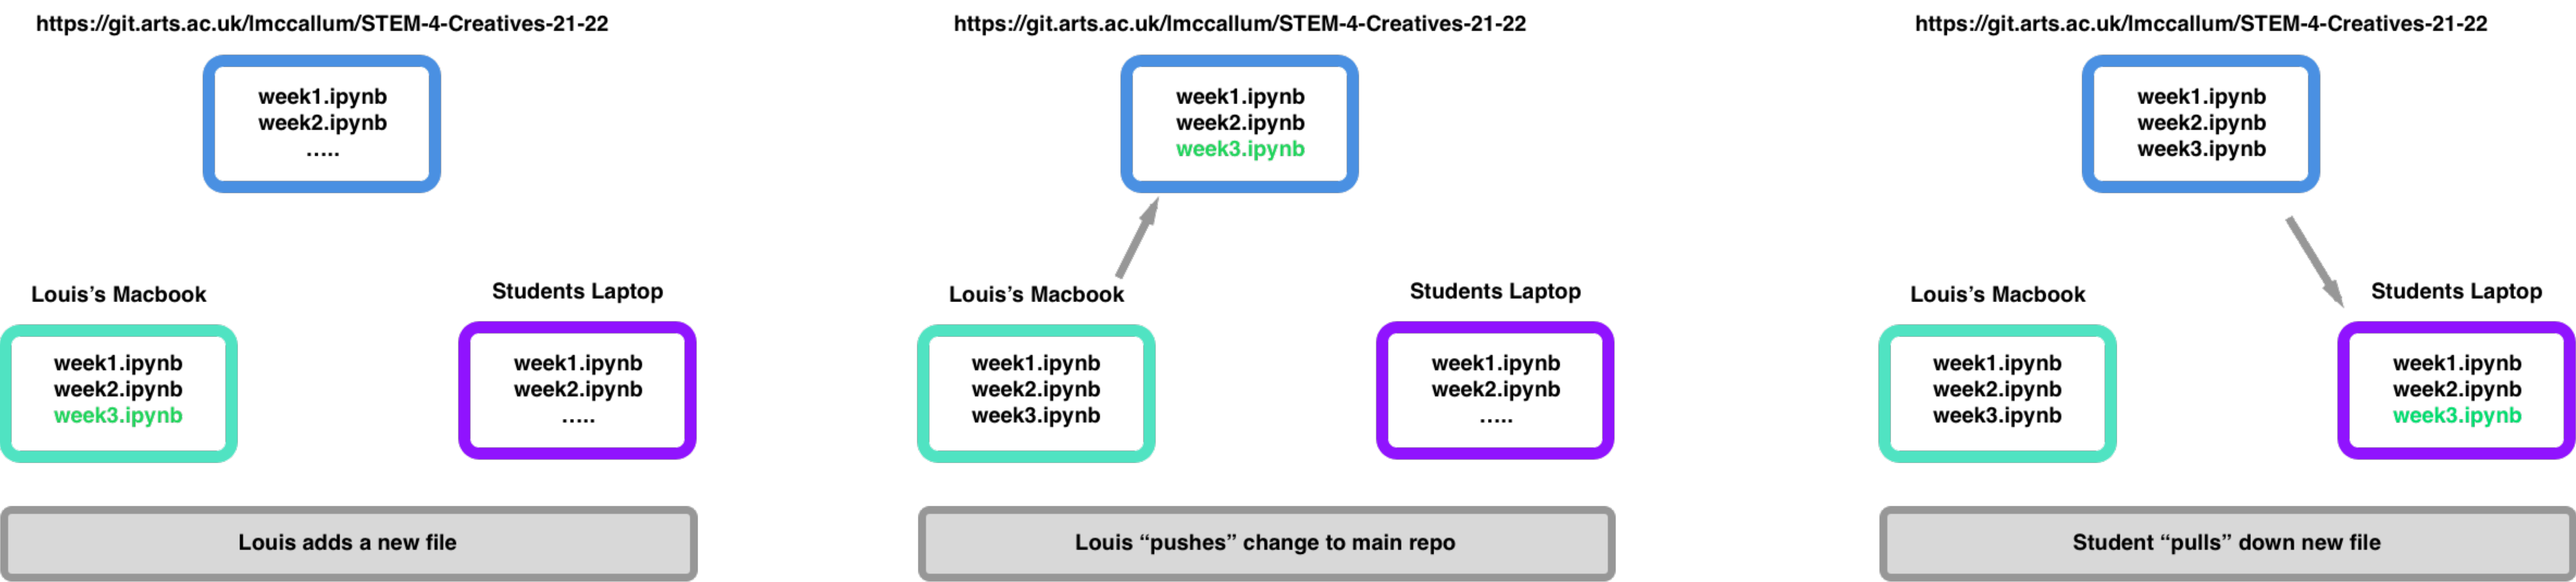 https://git.arts.ac.uk/lmccallum/STEM-4-Creatives-21-22
week1.ipynb
week2.ipynb
.....
Louis’s Macbook
week1.ipynb
week2.ipynb
week3.ipynb
Students Laptop
week1.ipynb
week2.ipynb
.....
Louis adds a new file
https://git.arts.ac.uk/lmccallum/STEM-4-Creatives-21-22
week1.ipynb
week2.ipynb
week3.ipynb
Louis’s Macbook
week1.ipynb
week2.ipynb
week3.ipynb
Students Laptop
week1.ipynb
week2.ipynb
.....
Louis “pushes” change to main repo
https://git.arts.ac.uk/lmccallum/STEM-4-Creatives-21-22
week1.ipynb
week2.ipynb
week3.ipynb
Louis’s Macbook
week1.ipynb
week2.ipynb
week3.ipynb
Students Laptop
week1.ipynb
week2.ipynb
week3.ipynb
Student “pulls” down new file